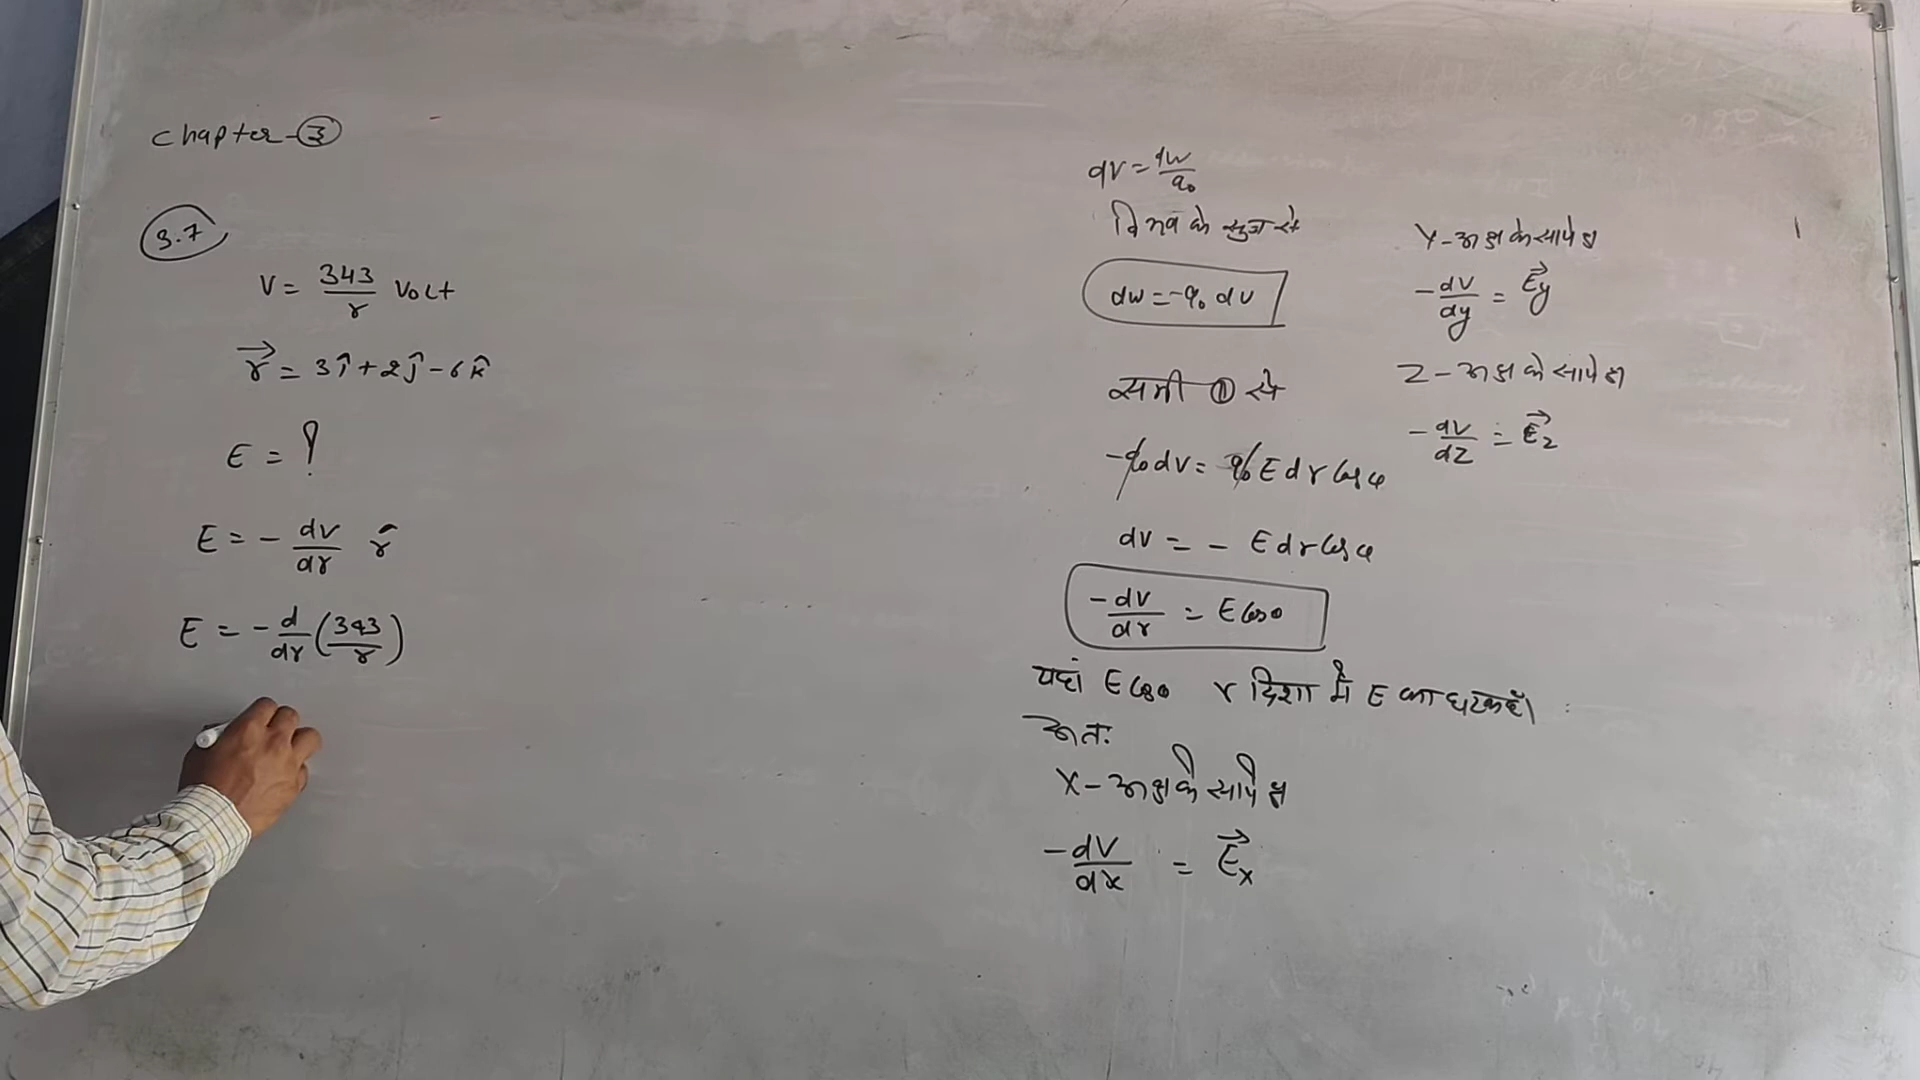 Chapter-③
3.7
V = 343/r Volt
r⃗ = 3î + 2ĵ - 6k̂
E = ?
E = - dV/dr r̂
E = - d/dr (343/r)
dV = dW/q₀
विभव के सुत्र से
dW = -q₀ dV
समी ① से
-q₀ dV = q₀ E dr Cos θ
dV = - E dr Cos θ
-dV/dr = E Cos θ
यहां E Cos θ r दिशा में E का घटक है।
अतः
X-अक्ष के सापेक्ष
-dV/dx = E⃗x
Y-अक्ष के सापेक्ष
-dV/dy = E⃗y
Z-अक्ष के सापेक्ष
-dV/dZ = E⃗z